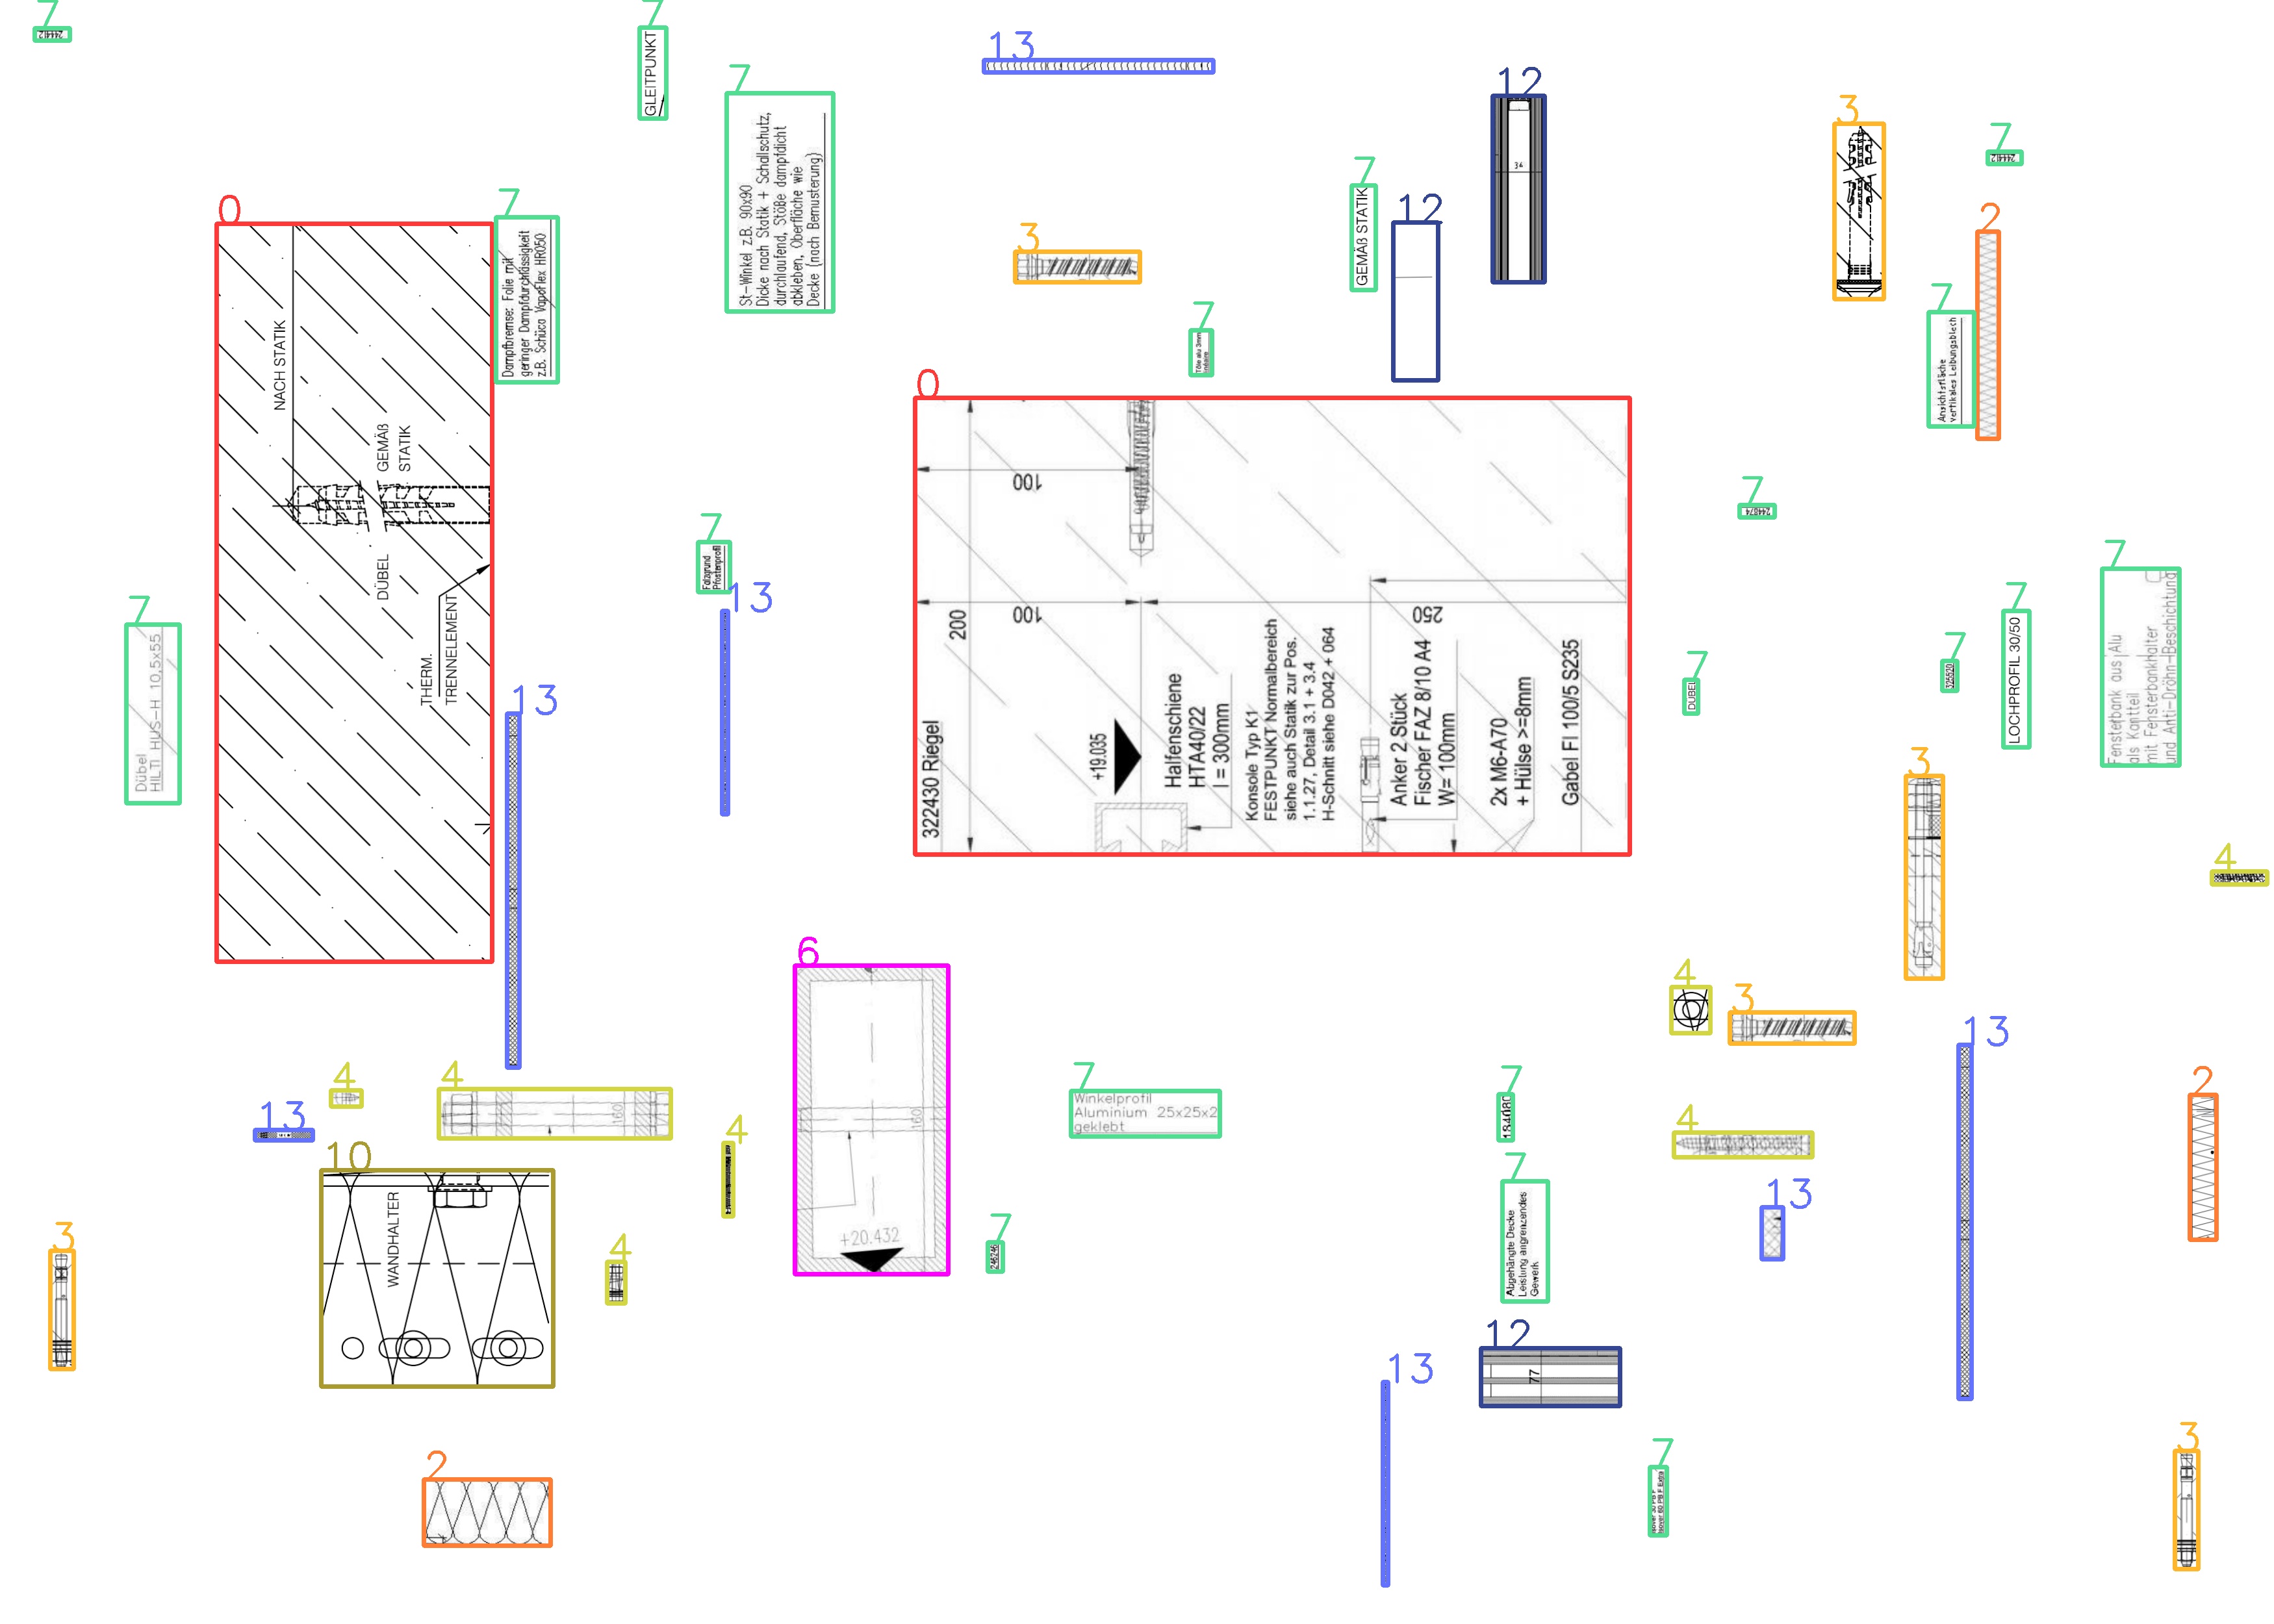 7
244112
7
GLEITPUNKT
7
St-Winkel z.B. 90x90
Dicke nach Statik + Schallschutz,
durchlaufend, Stöße dampfdicht
abkleben, Oberfläche wie
Decke (nach Bemusterung)
13
12
34
3
7
244112
0
NACH STATIK
GEMÄß
STATIK
DÜBEL
THERM.
TRENNELEMENT
7
Dampfbremse: Folie mit
geringer Dampfdurchlässigkeit
z.B. Schüco Vapoflex HR050
3
7
GEMÄß STATIK
12
2
7
Tôle alu 3mm
7
Ansichtsfläche
vertikales Leibungsblech
0
100
100
200
250
322430 Riegel
+19.035
Halfenschiene
HTA40/22
l = 300mm
Konsole Typ K1
FESTPUNKT Normalbereich
siehe auch Statik zur Pos.
1.1.27, Detail 3.1 + 3.4
H-Schnitt siehe D042 + 064
Anker 2 Stück
Fischer FAZ 8/10 A4
W= 100mm
2x M6-A70
+ Hülse >=8mm
Gabel Fl 100/5 S235
7
244874
7
Falzgrund
Pfostenprofil
13
7
Dübel
HILTI HUS-H 10,5x55
13
7
DÜBEL
7
325520
7
LOCHPROFIL 30/50
7
Fensterbank aus Alu
als Kantteil
mit Fensterbankhalter
und Anti-Dröhn-Beschichtung
3
4
6
160
+20.432
4
3
13
4
4
160
13
4
7
Winkelprofil
Aluminium 25x25x2
geklebt
7
184080
4
2
10
WANDHALTER
4
7
246246
7
Abgehängte Decke
Leistung angrenzendes
Gewerk
13
3
12
77
13
2
7
3